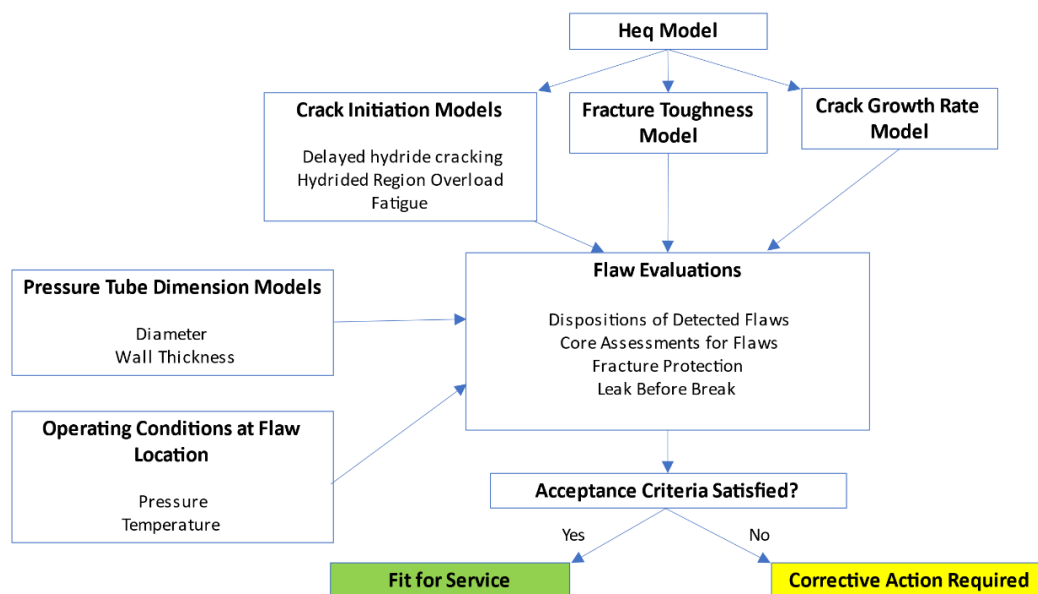 Heq Model
Crack Initiation Models
Delayed hydride cracking
Hydrided Region Overload
Fatigue
Fracture Toughness
Model
Crack Growth Rate
Model
Pressure Tube Dimension Models
Diameter
Wall Thickness
Flaw Evaluations
Dispositions of Detected Flaws
Core Assessments for Flaws
Fracture Protection
Leak Before Break
Operating Conditions at Flaw
Location
Pressure
Temperature
Acceptance Criteria Satisfied?
Yes
No
Fit for Service
Corrective Action Required